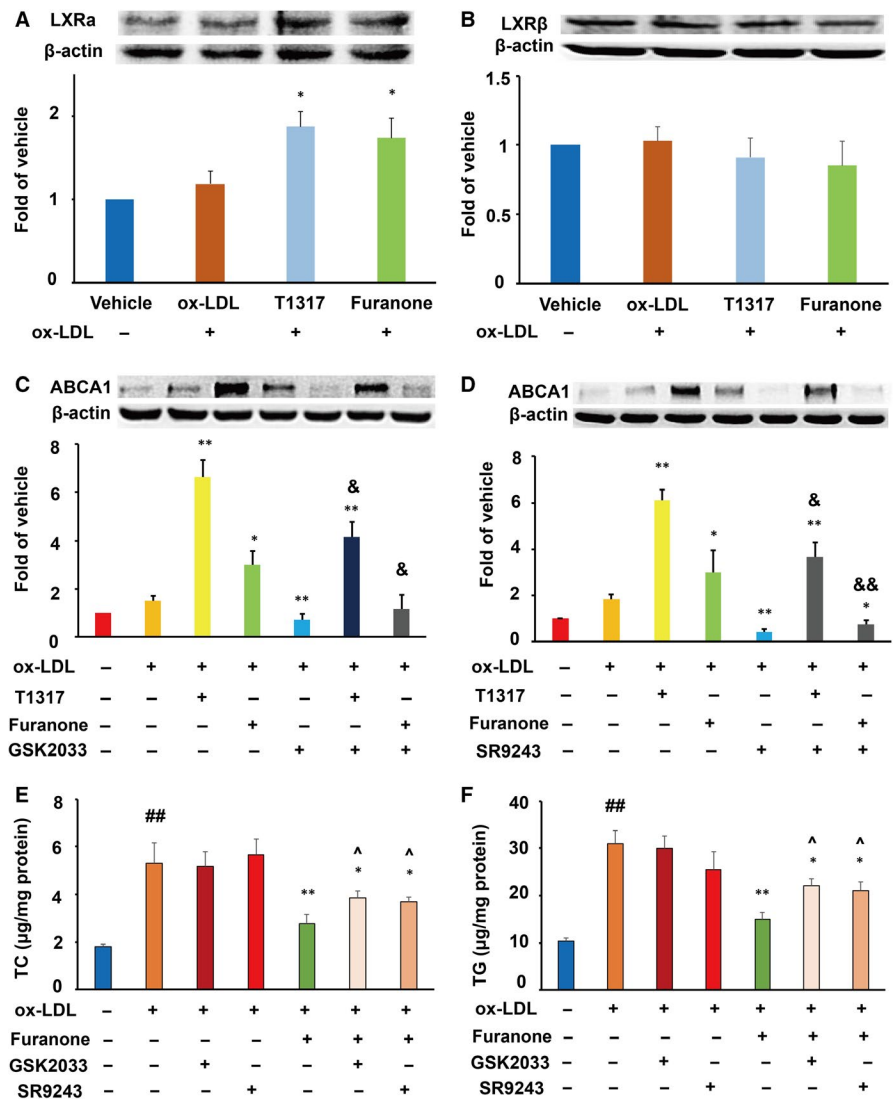 A
LXRa
β-actin
Fold of vehicle
2
1
0
* *
Vehicle ox-LDL T1317 Furanone
ox-LDL – + + +
B
LXRβ
β-actin
Fold of vehicle
1.5
1
0.5
0
Vehicle ox-LDL T1317 Furanone
ox-LDL – + + +
C
ABCA1
β-actin
Fold of vehicle
8
6
4
2
0
** * ** & ** &
ox-LDL – + + + + + +
T1317 – – + – – + –
Furanone – – – + – – +
GSK2033 – – – – + + +
D
ABCA1
β-actin
Fold of vehicle
8
6
4
2
0
** * ** & ** && *
ox-LDL – + + + + + +
T1317 – – + – – + –
Furanone – – – + – – +
SR9243 – – – – + + +
E
TC (µg/mg protein)
8
6
4
2
0
## ** ^ * ^ *
ox-LDL – + + + + + +
Furanone – – – – + + +
GSK2033 – – + – – + –
SR9243 – – – + – – +
F
TG (µg/mg protein)
40
30
20
10
0
## ** ^ * ^ *
ox-LDL – + + + + + +
Furanone – – – – + + +
GSK2033 – – + – – + –
SR9243 – – – + – – +